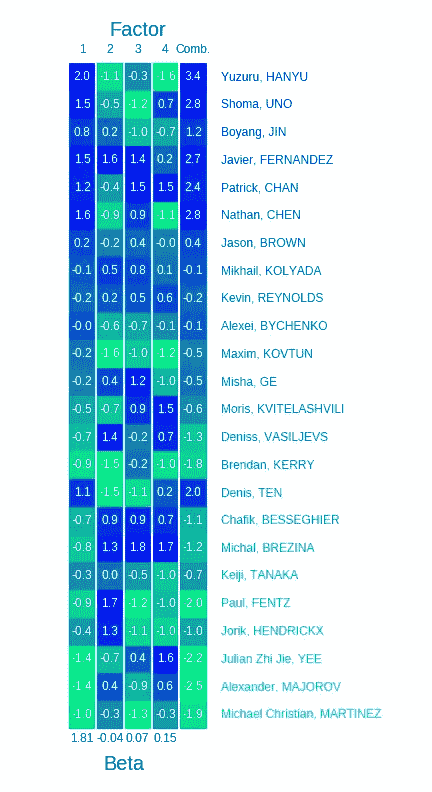 Factor
1 2 3 4 Comb.
2.0 -1.1 -0.3 -1.6 3.4 Yuzuru, HANYU
1.5 -0.5 -1.2 0.7 2.8 Shoma, UNO
0.8 0.2 -1.0 -0.7 1.2 Boyang, JIN
1.5 1.6 1.4 0.2 2.7 Javier, FERNANDEZ
1.2 -0.4 1.5 1.5 2.4 Patrick, CHAN
1.6 -0.9 0.9 -1.1 2.8 Nathan, CHEN
0.2 -0.2 0.4 -0.0 0.4 Jason, BROWN
-0.1 0.5 0.8 0.1 -0.1 Mikhail, KOLYADA
-0.2 0.2 0.5 0.6 -0.2 Kevin, REYNOLDS
-0.0 -0.6 -0.7 -0.1 -0.1 Alexei, BYCHENKO
-0.2 -1.6 -1.0 -1.2 -0.5 Maxim, KOVTUN
-0.2 0.4 1.2 -1.0 -0.5 Misha, GE
-0.5 -0.7 0.9 1.5 -0.6 Moris, KVITELASHVILI
-0.7 1.4 -0.2 0.7 -1.3 Deniss, VASILJEVS
-0.9 -1.5 -0.2 -1.0 -1.8 Brendan, KERRY
1.1 -1.5 -1.1 0.2 2.0 Denis, TEN
-0.7 0.9 0.9 0.7 -1.1 Chafik, BESSEGHIER
-0.8 1.3 1.8 1.7 -1.2 Michal, BREZINA
-0.3 0.0 -0.5 -1.0 -0.7 Keiji, TANAKA
-0.9 1.7 -1.2 -1.0 -2.0 Paul, FENTZ
-0.4 1.3 -1.1 -1.0 -1.0 Jorik, HENDRICKX
-1.4 -0.7 0.4 1.6 -2.2 Julian Zhi Jie, YEE
-1.4 0.4 -0.9 0.6 -2.5 Alexander, MAJOROV
-1.0 -0.3 -1.3 -0.3 -1.9 Michael Christian, MARTINEZ
1.81 -0.04 0.07 0.15
Beta